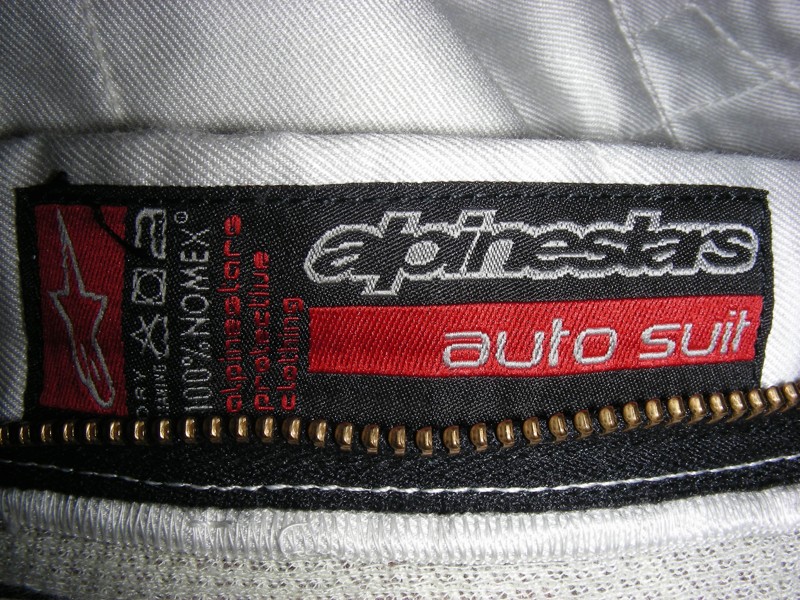 DRY
100% NOMEX®
alpinestars
protective
clothing
alpinestars
auto suit